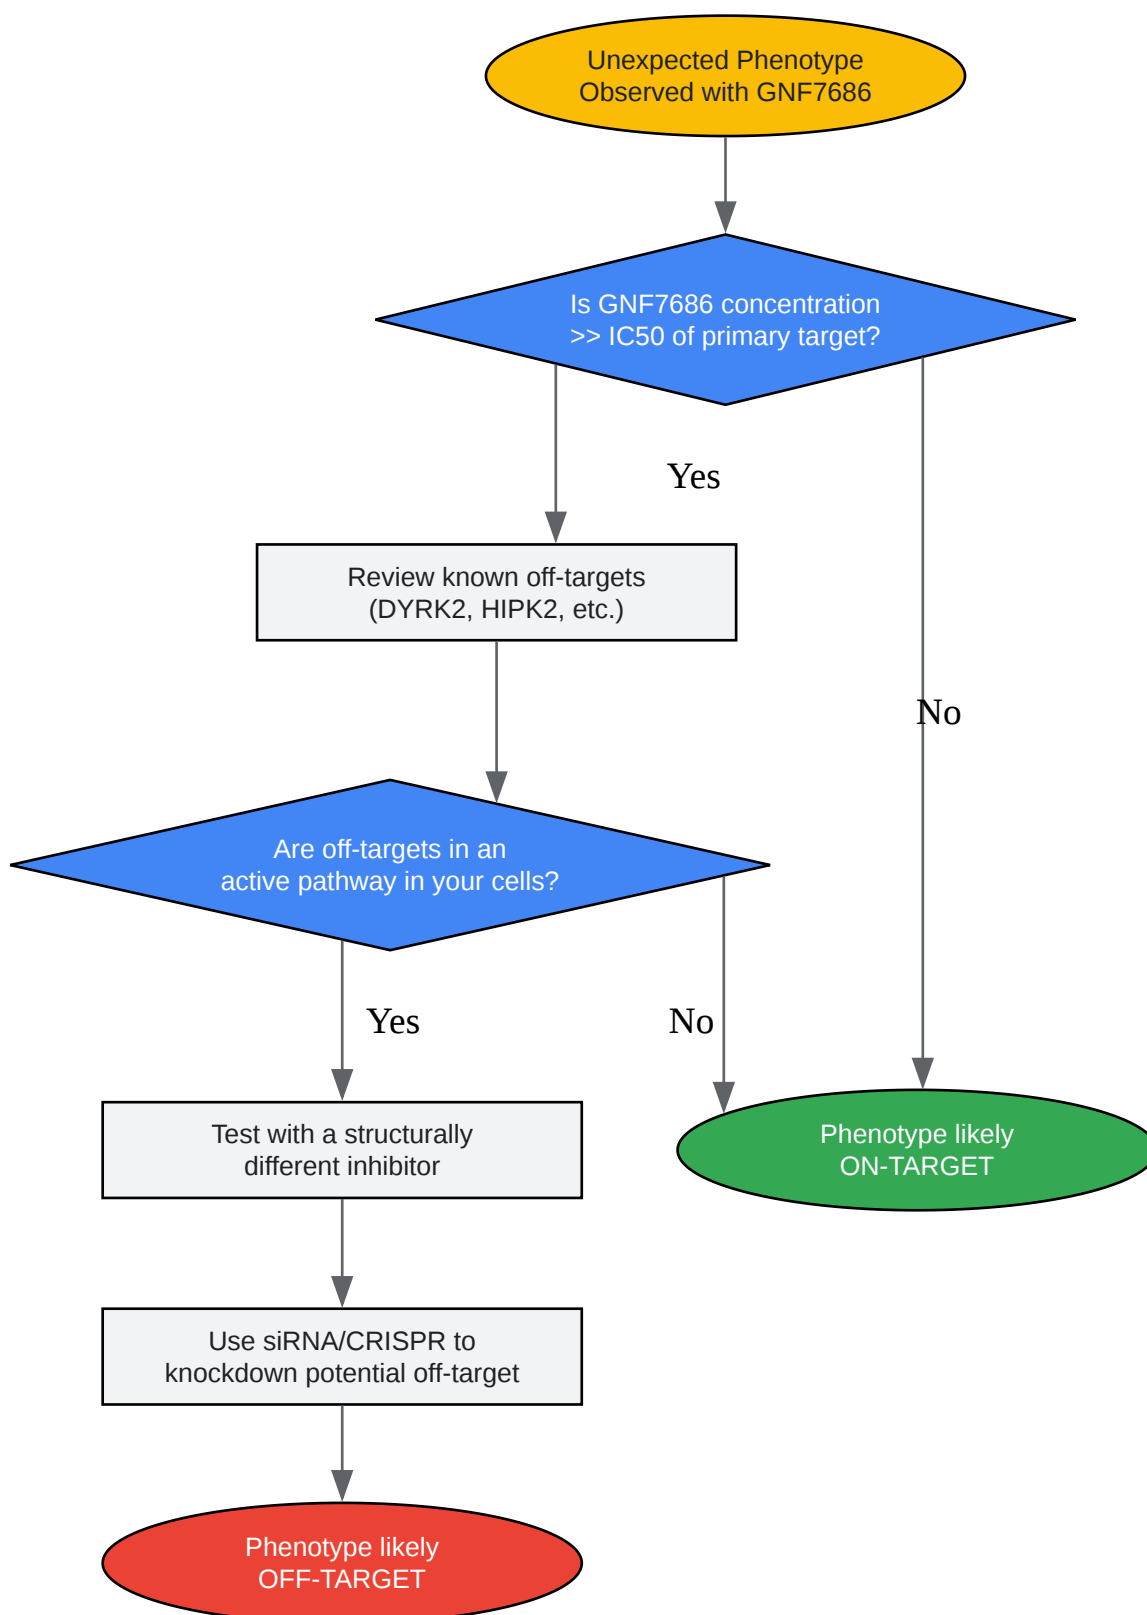 Unexpected Phenotype
Observed with GNF7686
Is GNF7686 concentration
>> IC50 of primary target?
Yes
Review known off-targets
(DYRK2, HIPK2, etc.)
No
Are off-targets in an
active pathway in your cells?
Yes
No
Test with a structurally
different inhibitor
Phenotype likely
ON-TARGET
Use siRNA/CRISPR to
knockdown potential off-target
Phenotype likely
OFF-TARGET